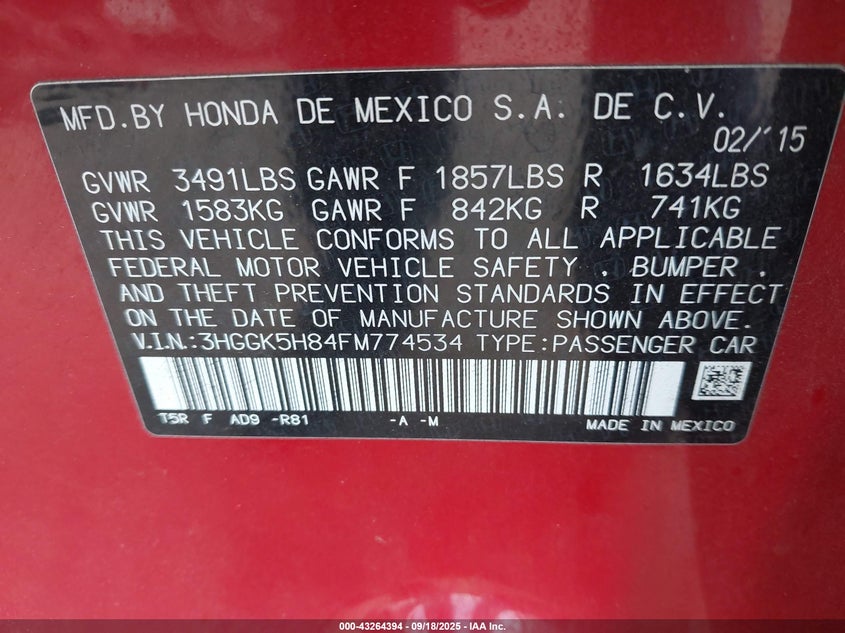 MFD.BY HONDA DE MEXICO S.A. DE C.V.
02/'15
GVWR 3491LBS GAWR F 1857LBS R 1634LBS
GVWR 1583KG GAWR F 842KG R 741KG
THIS VEHICLE CONFORMS TO ALL APPLICABLE
FEDERAL MOTOR VEHICLE SAFETY , BUMPER ,
AND THEFT PREVENTION STANDARDS IN EFFECT
ON THE DATE OF MANUFACTURE SHOWN ABOVE.
V.I.N.:3HGGK5H84FM774534 TYPE:PASSENGER CAR
T5R F AD9 -R81 -A -M MADE IN MEXICO
000-43264394 - 09/18/2025 - IAA Inc.